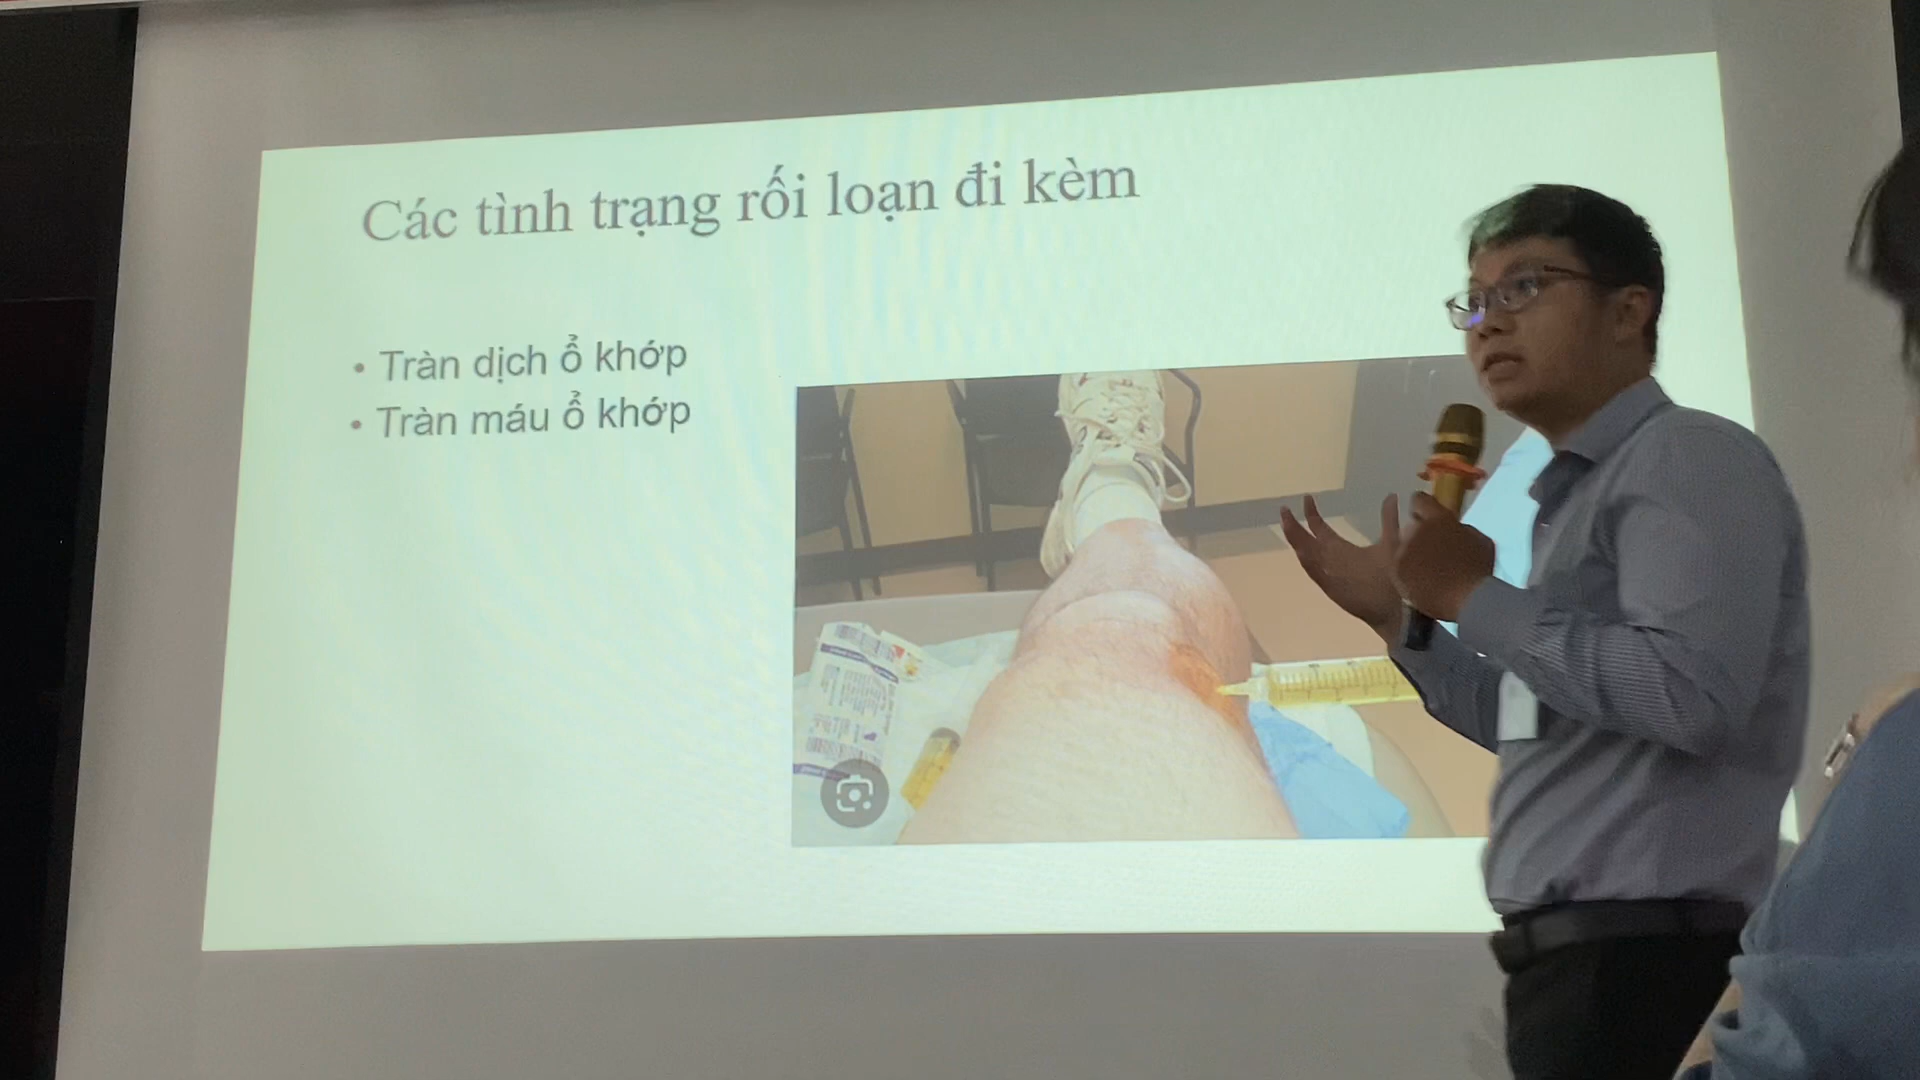 Các tình trạng rối loạn đi kèm
• Tràn dịch ổ khớp
• Tràn máu ổ khớp